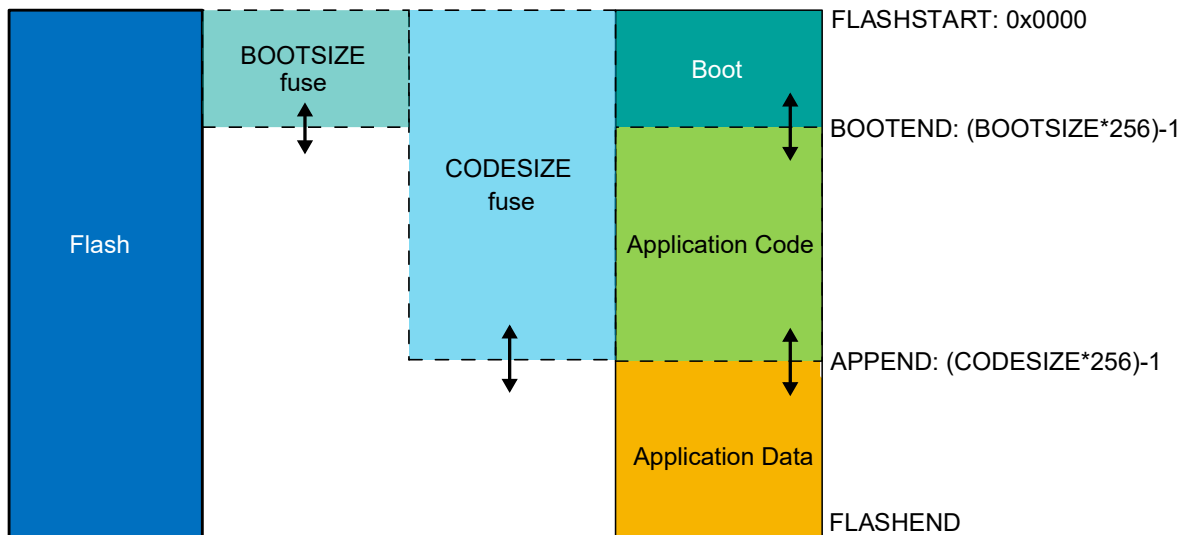 Flash
BOOTSIZE
fuse
CODESIZE
fuse
Boot
Application Code
Application Data
FLASHSTART: 0x0000
BOOTEND: (BOOTSIZE*256)-1
APPEND: (CODESIZE*256)-1
FLASHEND